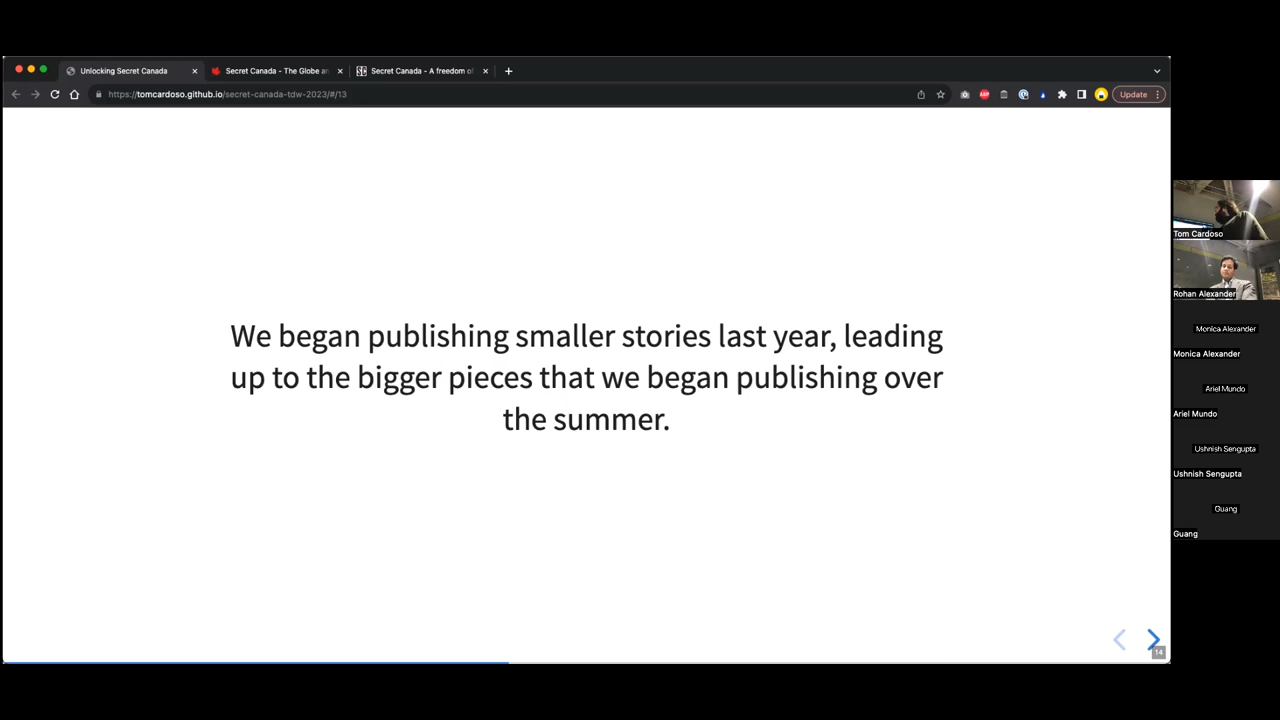 Unlocking Secret Canada
Secret Canada - The Globe an
Secret Canada - A freedom of
https://tomcardoso.github.io/secret-canada-tdw-2023/#/13
ABP
Update
We began publishing smaller stories last year, leading
up to the bigger pieces that we began publishing over
the summer.
14
Tom Cardoso
Rohan Alexander
Monica Alexander
Monica Alexander
Ariel Mundo
Ariel Mundo
Ushnish Sengupta
Ushnish Sengupta
Guang
Guang